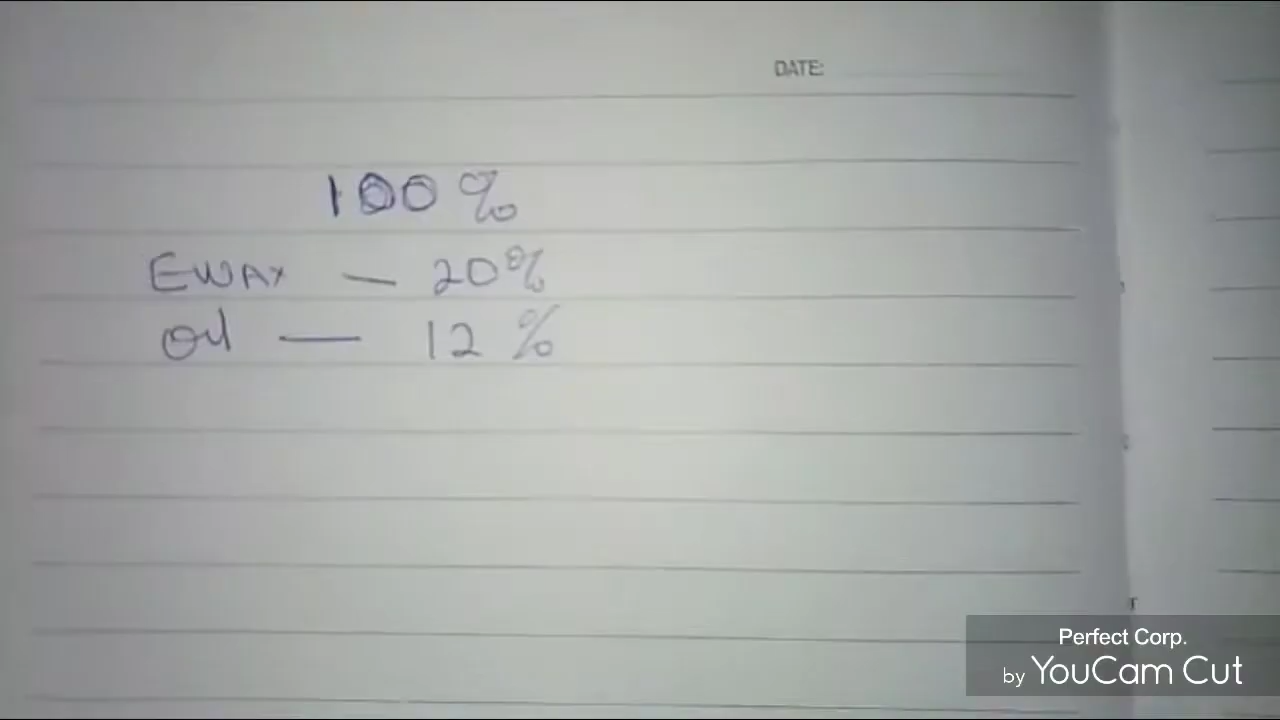 DATE:
100%
EWAX — 20%
Oil — 12%
Perfect Corp.
by YouCam Cut